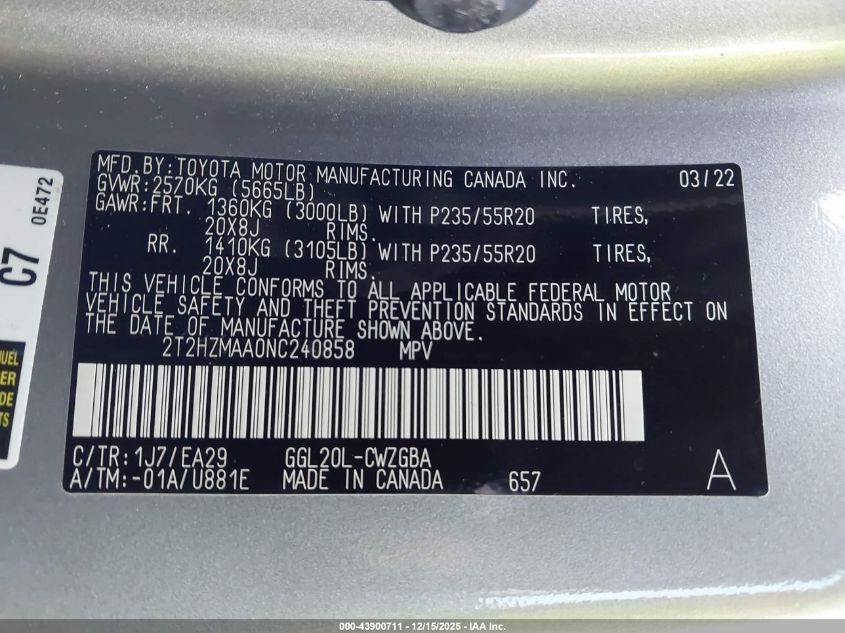 MFD.BY:TOYOTA MOTOR MANUFACTURING CANADA INC. 03/22
GVWR:2570KG (5665LB)
GAWR:FRT. 1360KG (3000LB) WITH P235/55R20 TIRES,
20X8J RIMS.
RR. 1410KG (3105LB) WITH P235/55R20 TIRES,
20X8J RIMS.
THIS VEHICLE CONFORMS TO ALL APPLICABLE FEDERAL MOTOR
VEHICLE SAFETY AND THEFT PREVENTION STANDARDS IN EFFECT ON
THE DATE OF MANUFACTURE SHOWN ABOVE.
2T2HZMAA0NC240858 MPV
C/TR:1J7/EA29 GGL20L-CWZGBA
A/TM:-01A/U881E MADE IN CANADA 657 A
0E472
C7
000-43900711 - 12/15/2025 - IAA Inc.